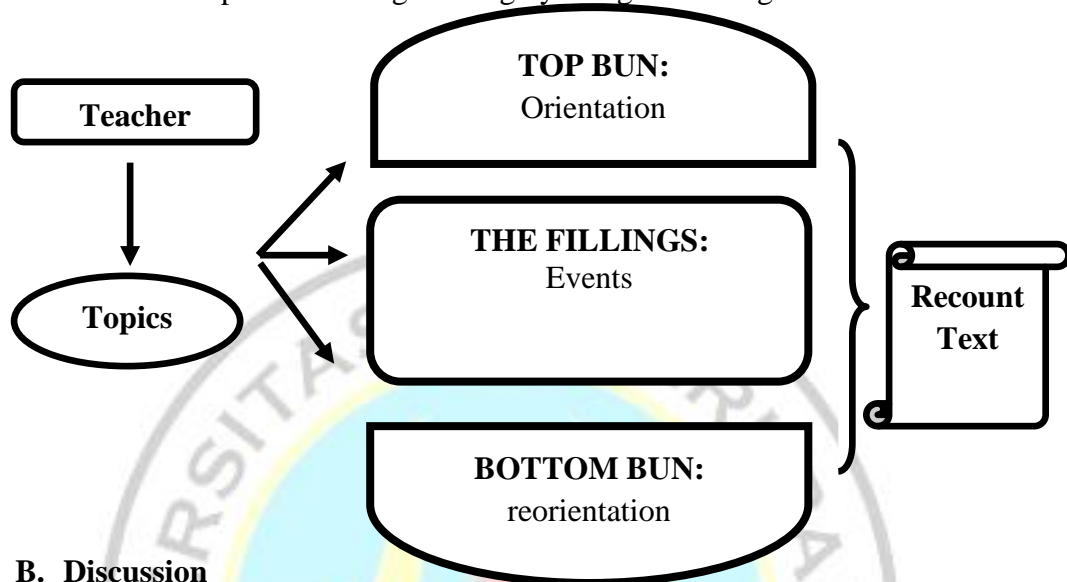 TOP BUN:
Orientation
Teacher
THE FILLINGS:
Events
Topics
Recount
Text
BOTTOM BUN:
reorientation
B. Discussion